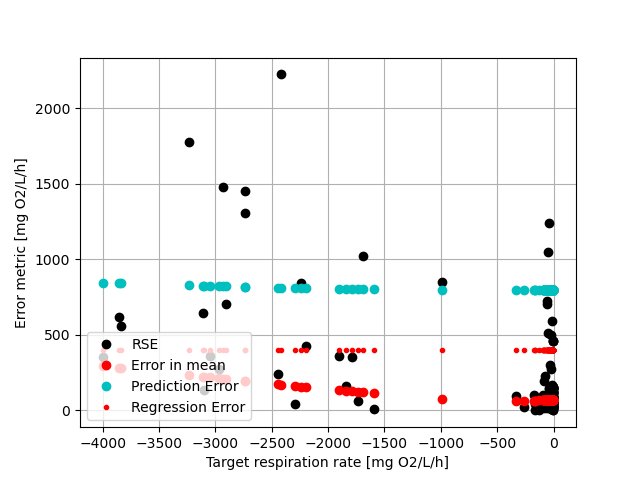 2000
1500
1000
500
0
Error metric [mg O2/L/h]
RSE
Error in mean
Prediction Error
Regression Error
−4000 −3500 −3000 −2500 −2000 −1500 −1000 −500 0
Target respiration rate [mg O2/L/h]